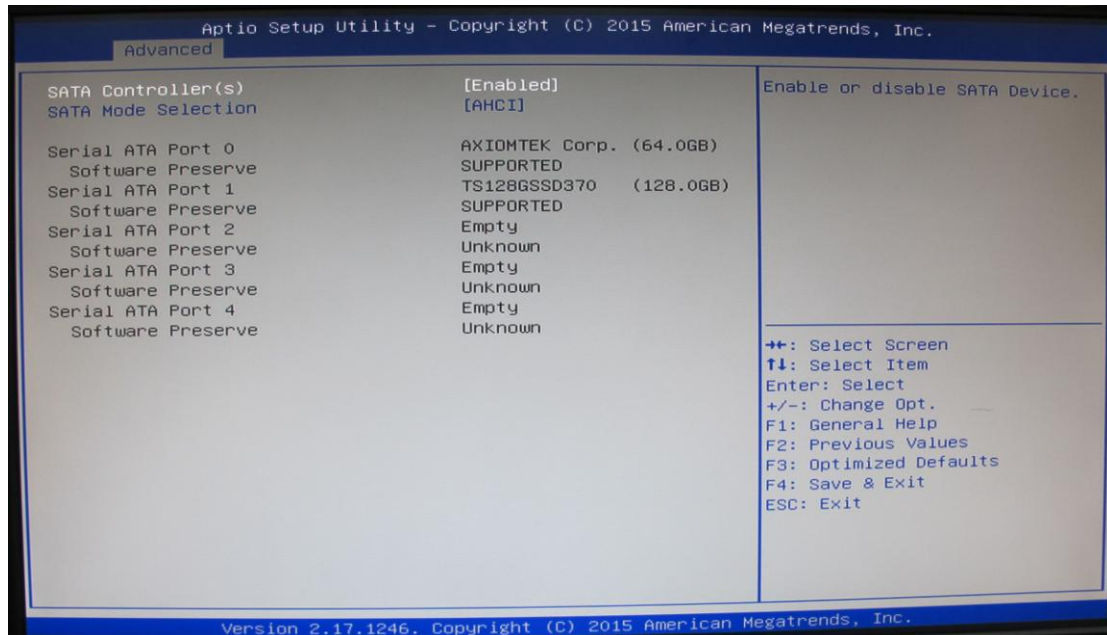 Aptio Setup Utility – Copyright (C) 2015 American Megatrends, Inc.
Advanced
SATA Controller(s) [Enabled]
SATA Mode Selection [AHCI]
Serial ATA Port 0 AXIOMTEK Corp. (64.0GB)
Software Preserve SUPPORTED
Serial ATA Port 1 TS128GSSD370 (128.0GB)
Software Preserve SUPPORTED
Serial ATA Port 2 Empty
Software Preserve Unknown
Serial ATA Port 3 Empty
Software Preserve Unknown
Serial ATA Port 4 Empty
Software Preserve Unknown
Enable or disable SATA Device.
→←: Select Screen
↑↓: Select Item
Enter: Select
+/-: Change Opt.
F1: General Help
F2: Previous Values
F3: Optimized Defaults
F4: Save & Exit
ESC: Exit
Version 2.17.1246. Copyright (C) 2015 American Megatrends, Inc.